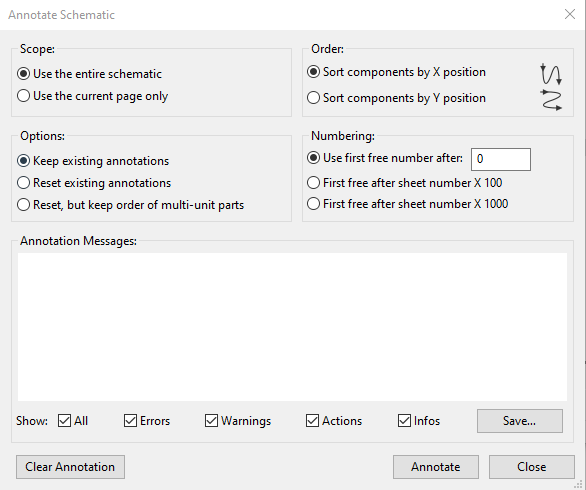 Annotate Schematic
Scope:
Use the entire schematic
Use the current page only
Order:
Sort components by X position
Sort components by Y position
Options:
Keep existing annotations
Reset existing annotations
Reset, but keep order of multi-unit parts
Numbering:
Use first free number after: 0
First free after sheet number X 100
First free after sheet number X 1000
Annotation Messages:
Show: All Errors Warnings Actions Infos Save...
Clear Annotation Annotate Close